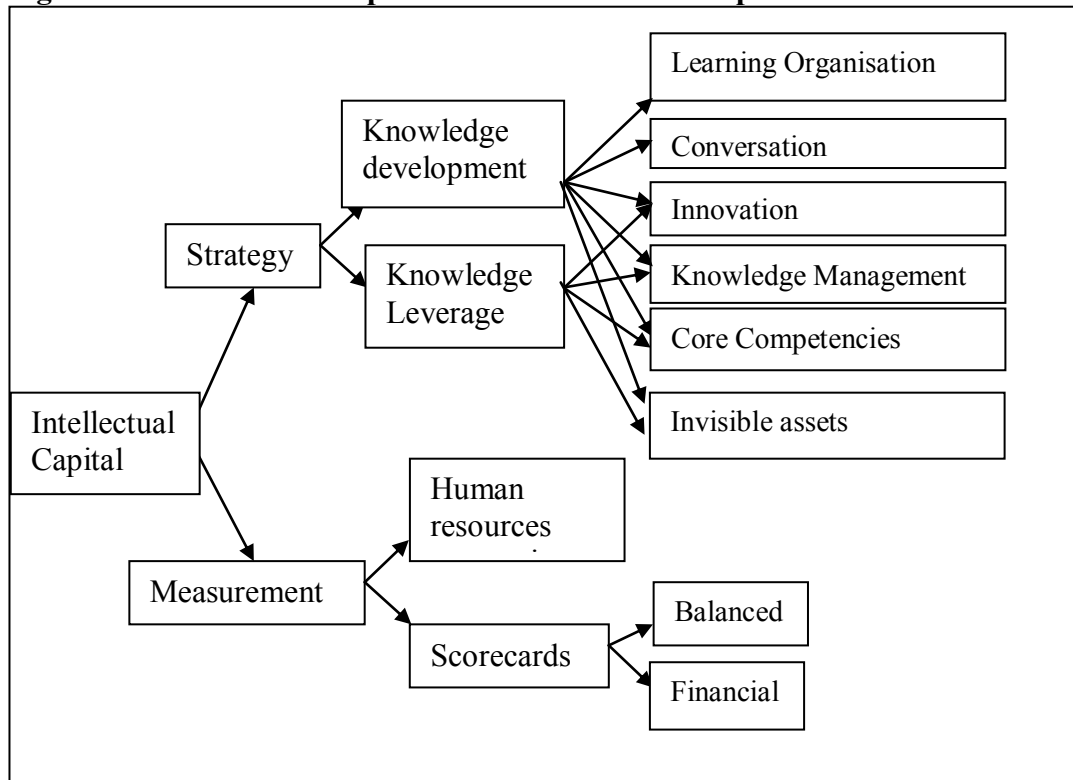 Learning Organisation
Knowledge
development
Conversation
Innovation
Strategy
Knowledge
Leverage
Knowledge Management
Core Competencies
Intellectual
Capital
Invisible assets
Human
resources
Measurement
Scorecards
Balanced
Financial